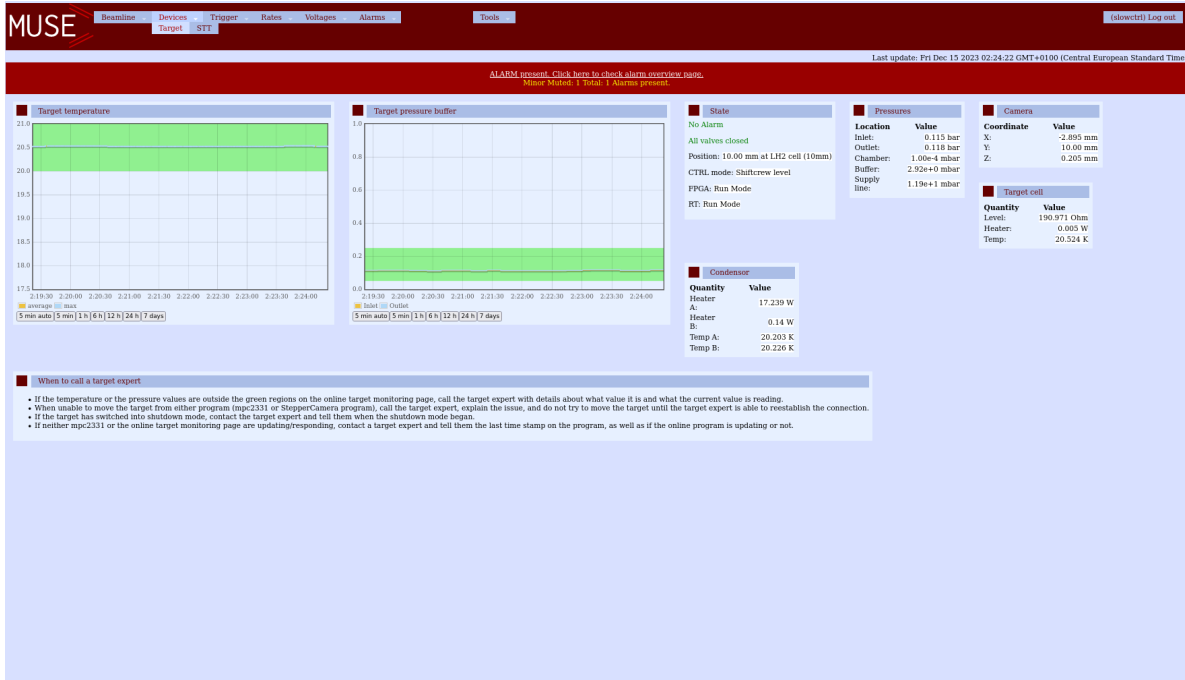 MUSE
Beamline Devices Trigger Rates Voltages Alarms Tools (slowctrl) Log out
Target STT
Last update: Fri Dec 15 2023 02:24:22 GMT+0100 (Central European Standard Time
ALARM present. Click here to check alarm overview page.
Minor Muted: 1 Total: 1 Alarms present.
Target temperature
21.0
20.5
20.0
19.5
19.0
18.5
18.0
17.5
2:19:30 2:20:00 2:20:30 2:21:00 2:21:30 2:22:00 2:22:30 2:23:00 2:23:30 2:24:00
average max
5 min auto 5 min 1 h 6 h 12 h 24 h 7 days
Target pressure buffer
1.0
0.8
0.6
0.4
0.2
0.0
2:19:30 2:20:00 2:20:30 2:21:00 2:21:30 2:22:00 2:22:30 2:23:00 2:23:30 2:24:00
Inlet Outlet
5 min auto 5 min 1 h 6 h 12 h 24 h 7 days
State
No Alarm
All valves closed
Position: 10.00 mm at LH2 cell (10mm)
CTRL mode: Shiftcrew level
FPGA: Run Mode
RT: Run Mode
Pressures
Location Value
Inlet: 0.115 bar
Outlet: 0.118 bar
Chamber: 1.00e-4 mbar
Buffer: 2.92e+0 mbar
Supply line: 1.19e+1 mbar
Camera
Coordinate Value
X: -2.895 mm
Y: 10.00 mm
Z: 0.205 mm
Target cell
Quantity Value
Level: 190.971 Ohm
Heater: 0.005 W
Temp: 20.524 K
Condensor
Quantity Value
Heater A: 17.239 W
Heater B: 0.14 W
Temp A: 20.203 K
Temp B: 20.226 K
When to call a target expert
• If the temperature or the pressure values are outside the green regions on the online target monitoring page, call the target expert with details about what value it is and what the current value is reading.
• When unable to move the target from either program (mpc2331 or StepperCamera program), call the target expert, explain the issue, and do not try to move the target until the target expert is able to reestablish the connection.
• If the target has switched into shutdown mode, contact the target expert and tell them when the shutdown mode began.
• If neither mpc2331 or the online target monitoring page are updating/responding, contact a target expert and tell them the last time stamp on the program, as well as if the online program is updating or not.